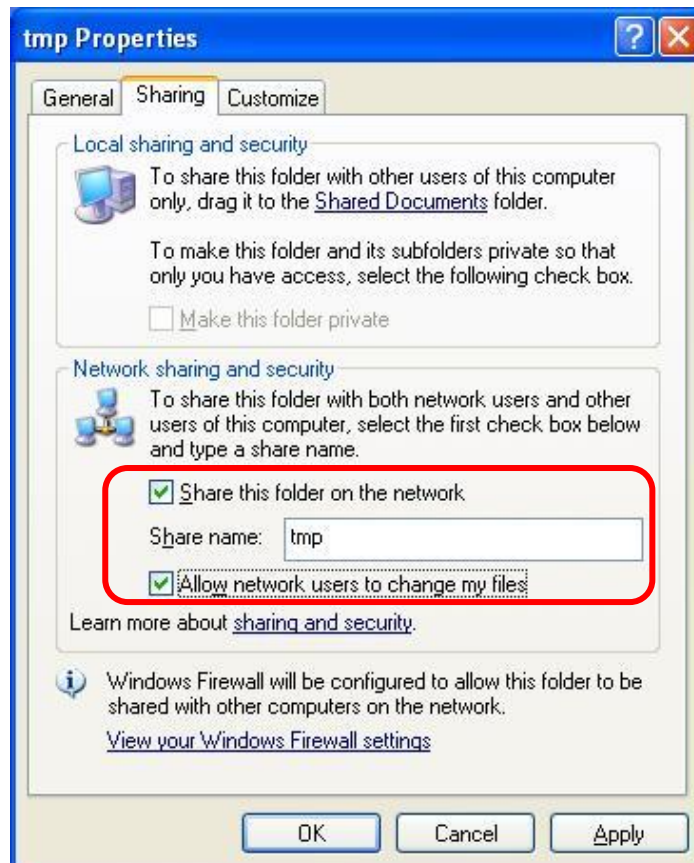 tmp Properties
General Sharing Customize
Local sharing and security
To share this folder with other users of this computer
only, drag it to the Shared Documents folder.
To make this folder and its subfolders private so that
only you have access, select the following check box.
Make this folder private
Network sharing and security
To share this folder with both network users and other
users of this computer, select the first check box below
and type a share name.
Share this folder on the network
Share name: tmp
Allow network users to change my files
Learn more about sharing and security.
Windows Firewall will be configured to allow this folder to be
shared with other computers on the network.
View your Windows Firewall settings
OK Cancel Apply